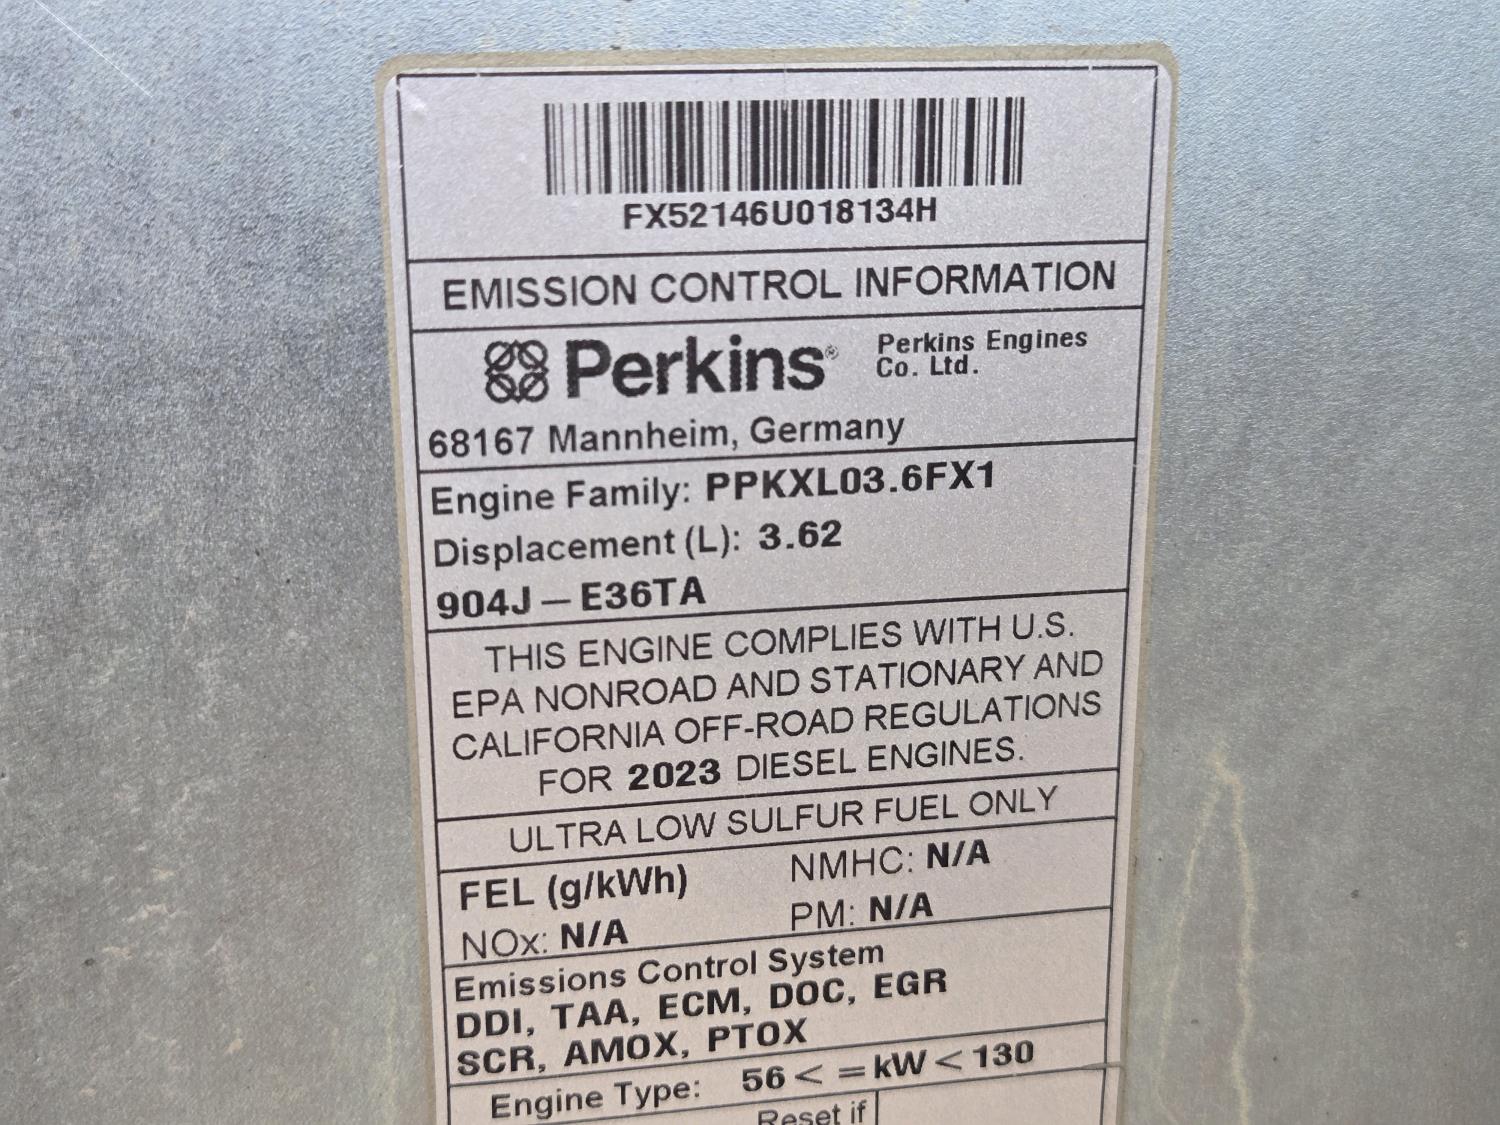 FX52146U018134H
EMISSION CONTROL INFORMATION
Perkins® Perkins Engines
Co. Ltd.
68167 Mannheim, Germany
Engine Family: PPKXL03.6FX1
Displacement (L): 3.62
904J – E36TA
THIS ENGINE COMPLIES WITH U.S.
EPA NONROAD AND STATIONARY AND
CALIFORNIA OFF-ROAD REGULATIONS
FOR 2023 DIESEL ENGINES.
ULTRA LOW SULFUR FUEL ONLY
FEL (g/kWh) NMHC: N/A
NOx: N/A PM: N/A
Emissions Control System
DDI, TAA, ECM, DOC, EGR
SCR, AMOX, PTOX
Engine Type: 56 < = kW < 130
Reset if